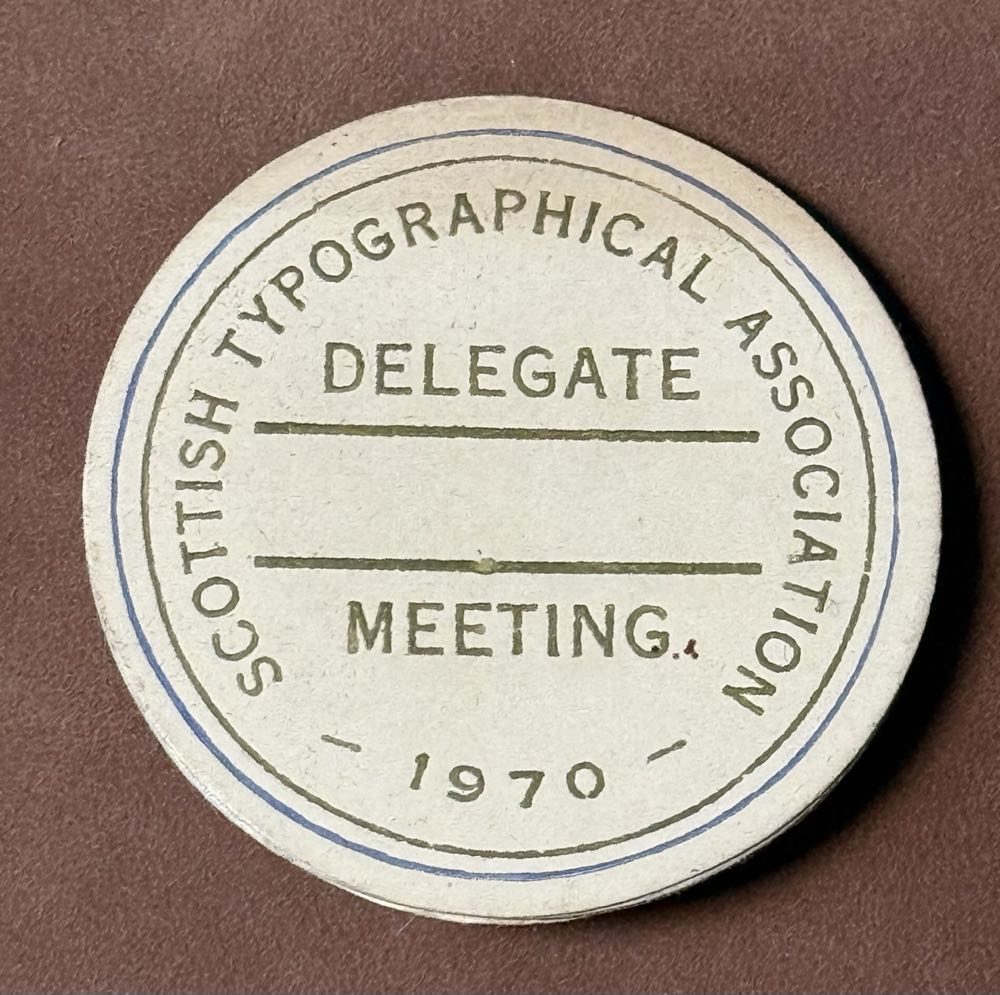 SCOTTISH TYPOGRAPHICAL ASSOCIATION
DELEGATE
MEETING.
– 1970 –